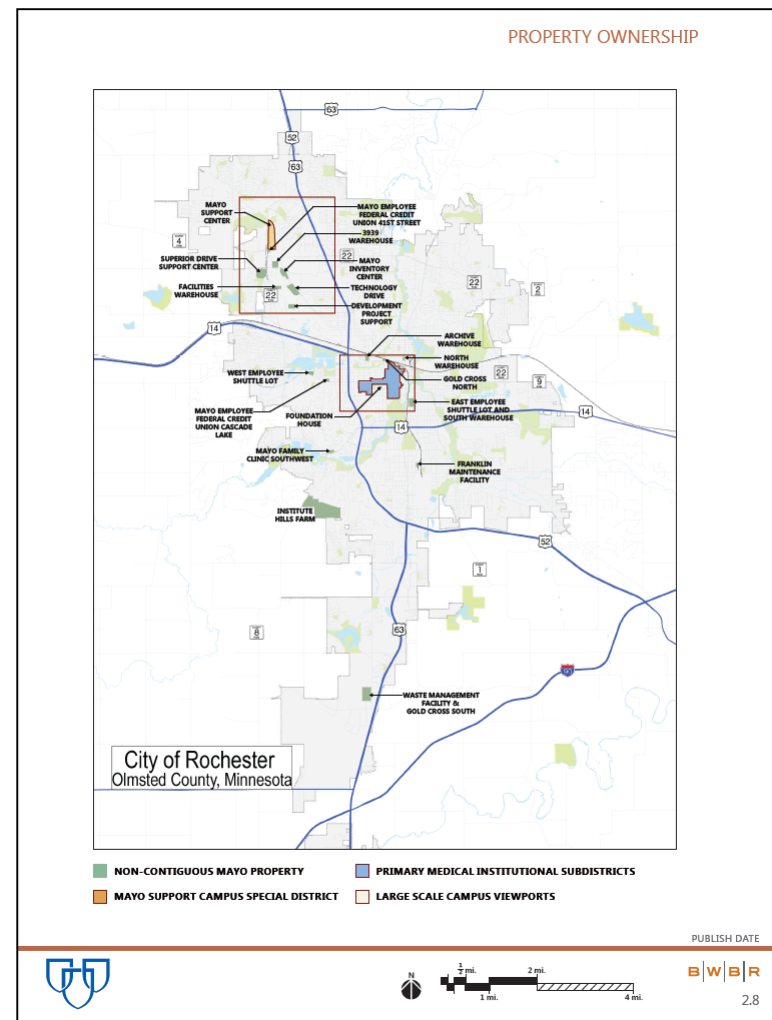 PROPERTY OWNERSHIP
63
52
63
MAYO
SUPPORT
CENTER
MAYO EMPLOYEE
FEDERAL CREDIT
UNION 41ST STREET
3939
WAREHOUSE
4
22
SUPERIOR DRIVE
SUPPORT CENTER
MAYO
INVENTORY
CENTER
FACILITIES
WAREHOUSE
22
TECHNOLOGY
DRIVE
DEVELOPMENT
PROJECT
SUPPORT
22
2
14
ARCHIVE
WAREHOUSE
NORTH
WAREHOUSE
WEST EMPLOYEE
SHUTTLE LOT
GOLD CROSS
NORTH
22
9
MAYO EMPLOYEE
FEDERAL CREDIT
UNION CASCADE
LAKE
FOUNDATION
HOUSE
EAST EMPLOYEE
SHUTTLE LOT AND
SOUTH WAREHOUSE
14
14
MAYO FAMILY
CLINIC SOUTHWEST
FRANKLIN
MAINTENANCE
FACILITY
INSTITUTE
HILLS FARM
52
1
8
63
90
WASTE MANAGEMENT
FACILITY &
GOLD CROSS SOUTH
City of Rochester
Olmsted County, Minnesota
NON-CONTIGUOUS MAYO PROPERTY
PRIMARY MEDICAL INSTITUTIONAL SUBDISTRICTS
MAYO SUPPORT CAMPUS SPECIAL DISTRICT
LARGE SCALE CAMPUS VIEWPORTS
PUBLISH DATE
N
1/2 mi.
2 mi.
1 mi.
4 mi.
B|W|B|R
2.8